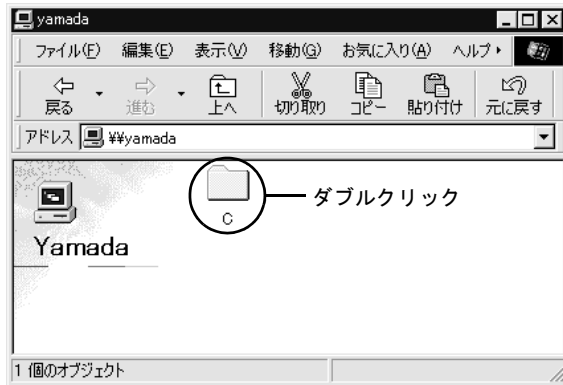 yamada
ファイル(F) 編集(E) 表示(V) 移動(G) お気に入り(A) ヘルプ
戻る 進む 上へ 切り取り コピー 貼り付け 元に戻す
アドレス ¥¥yamada
C
ダブルクリック
Yamada
1 個のオブジェクト